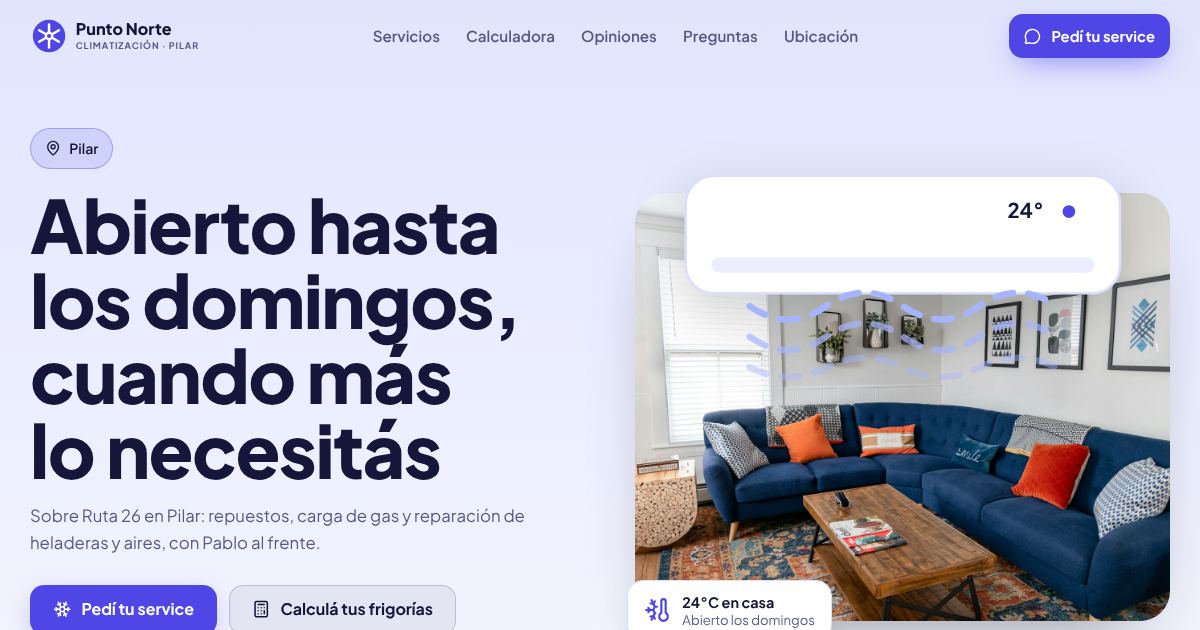 Punto Norte
CLIMATIZACIÓN · PILAR
Servicios
Calculadora
Opiniones
Preguntas
Ubicación
Pedí tu service
Pilar
Abierto hasta
los domingos,
cuando más
lo necesitás
Sobre Ruta 26 en Pilar: repuestos, carga de gas y reparación de
heladeras y aires, con Pablo al frente.
Pedí tu service
Calculá tus frigorías
24°
smile
24°C en casa
Abierto los domingos